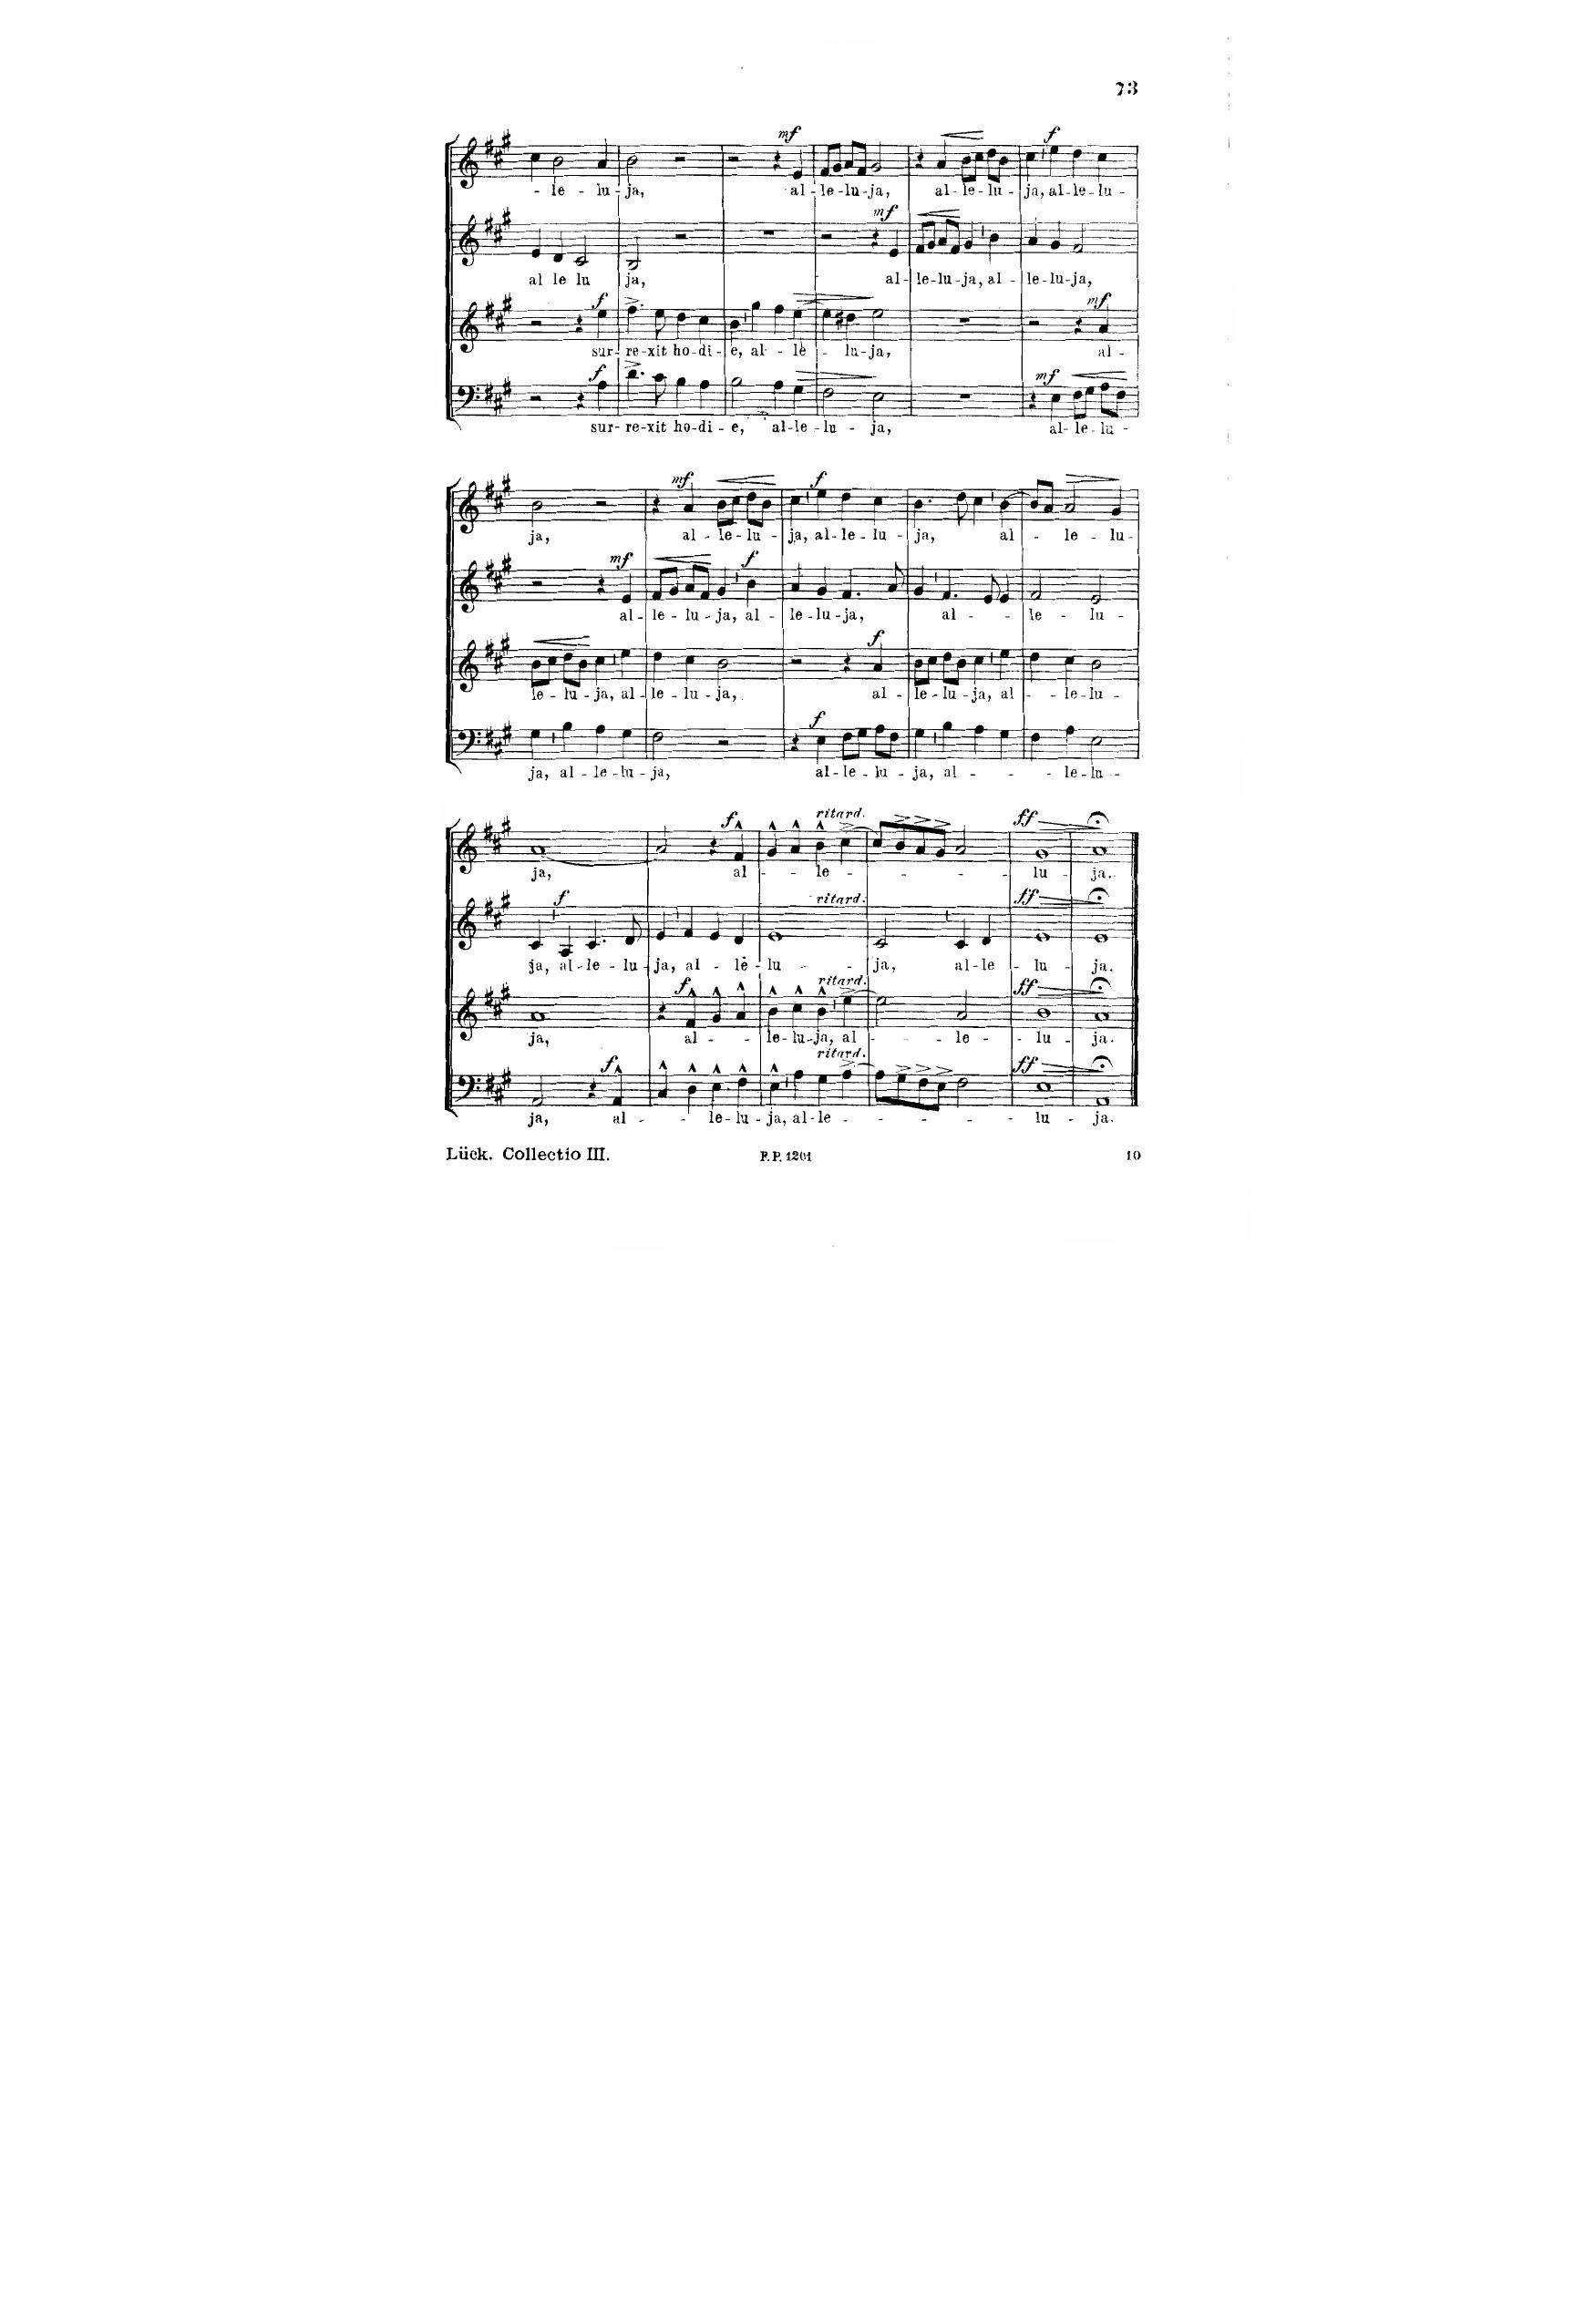 73
mf f
- le - lu - ja, al - le - lu - ja, al - le - lu - ja, al - le - lu -
mf
al le lu ja, al - le - lu - ja, al - le - lu - ja,
f mf
sur - re - xit ho - di - e, al - le - lu - ja, al -
f mf
sur - re - xit ho - di - e, al - le - lu - ja, al - le - lu -
mf f
ja, al - le - lu - ja, al - le - lu - ja, al - le - lu -
mf f
al - le - lu - ja, al - le - lu - ja, al - - le - lu -
f
le - lu - ja, al - le - lu - ja, al - le - lu - ja, al - - le - lu -
f
ja, al - le - lu - ja, al - le - lu - ja, al - - - le - lu -
f ritard. ff
ja, al - - le - - - - - - - lu - ja.
f ritard. ff
ja, al - le - lu - ja, al - le - lu - - ja, al - le - lu - ja.
f ritard. ff
ja, al - - le - lu - ja, al - - - le - - lu - ja.
f ritard. ff
ja, al - - - le - lu - ja, al - le - - - - - - - lu - ja.
Lück. Collectio III. F. P. 1201 10